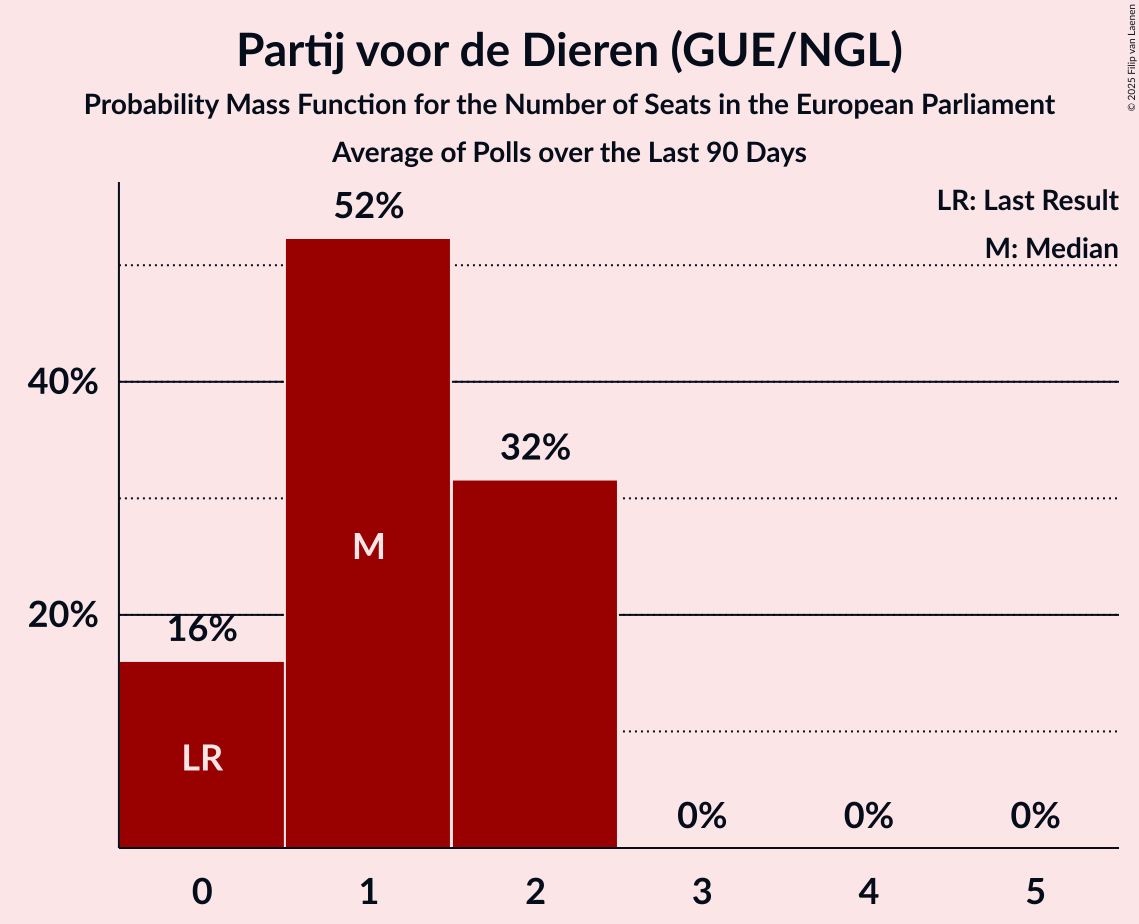 Partij voor de Dieren (GUE/NGL)
Probability Mass Function for the Number of Seats in the European Parliament
Average of Polls over the Last 90 Days
© 2025 Filip van Laenen
LR: Last Result
M: Median
52%
40%
32%
M
20%
16%
LR
0%
0%
0%
0
1
2
3
4
5